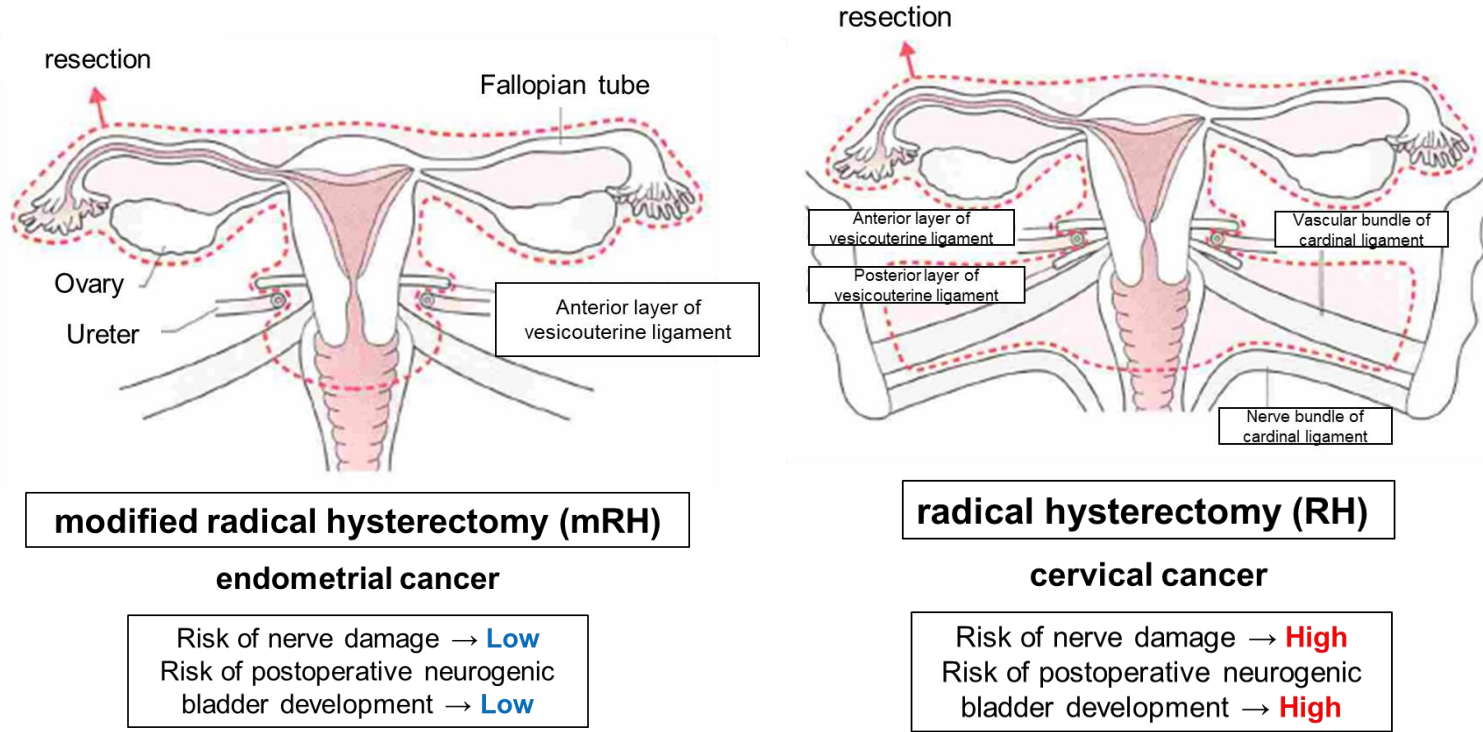 resection
Fallopian tube
Ovary
Ureter
Anterior layer of
vesicouterine ligament
modified radical hysterectomy (mRH)
endometrial cancer
Risk of nerve damage → Low
Risk of postoperative neurogenic
bladder development → Low
resection
Anterior layer of
vesicouterine ligament
Vascular bundle of
cardinal ligament
Posterior layer of
vesicouterine ligament
Nerve bundle of
cardinal ligament
radical hysterectomy (RH)
cervical cancer
Risk of nerve damage → High
Risk of postoperative neurogenic
bladder development → High